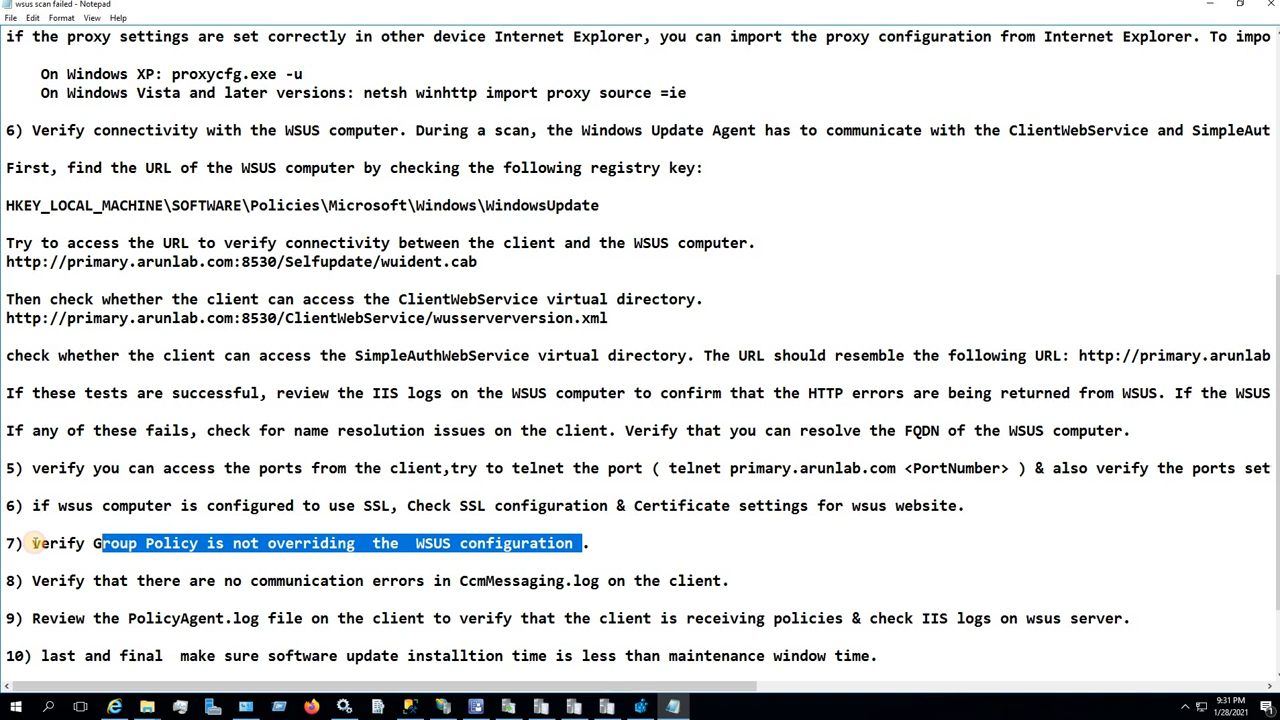 wsus scan failed - Notepad
File Edit Format View Help
if the proxy settings are set correctly in other device Internet Explorer, you can import the proxy configuration from Internet Explorer. To impo
On Windows XP: proxycfg.exe -u
On Windows Vista and later versions: netsh winhttp import proxy source =ie
6) Verify connectivity with the WSUS computer. During a scan, the Windows Update Agent has to communicate with the ClientWebService and SimpleAut
First, find the URL of the WSUS computer by checking the following registry key:
HKEY_LOCAL_MACHINE\SOFTWARE\Policies\Microsoft\Windows\WindowsUpdate
Try to access the URL to verify connectivity between the client and the WSUS computer.
http://primary.arunlab.com:8530/Selfupdate/wuident.cab
Then check whether the client can access the ClientWebService virtual directory.
http://primary.arunlab.com:8530/ClientWebService/wusserverversion.xml
check whether the client can access the SimpleAuthWebService virtual directory. The URL should resemble the following URL: http://primary.arunlab
If these tests are successful, review the IIS logs on the WSUS computer to confirm that the HTTP errors are being returned from WSUS. If the WSUS
If any of these fails, check for name resolution issues on the client. Verify that you can resolve the FQDN of the WSUS computer.
5) verify you can access the ports from the client,try to telnet the port ( telnet primary.arunlab.com <PortNumber> ) & also verify the ports set
6) if wsus computer is configured to use SSL, Check SSL configuration & Certificate settings for wsus website.
7) verify Group Policy is not overriding the WSUS configuration .
8) Verify that there are no communication errors in CcmMessaging.log on the client.
9) Review the PolicyAgent.log file on the client to verify that the client is receiving policies & check IIS logs on wsus server.
10) last and final make sure software update installtion time is less than maintenance window time.
9:31 PM
1/28/2021